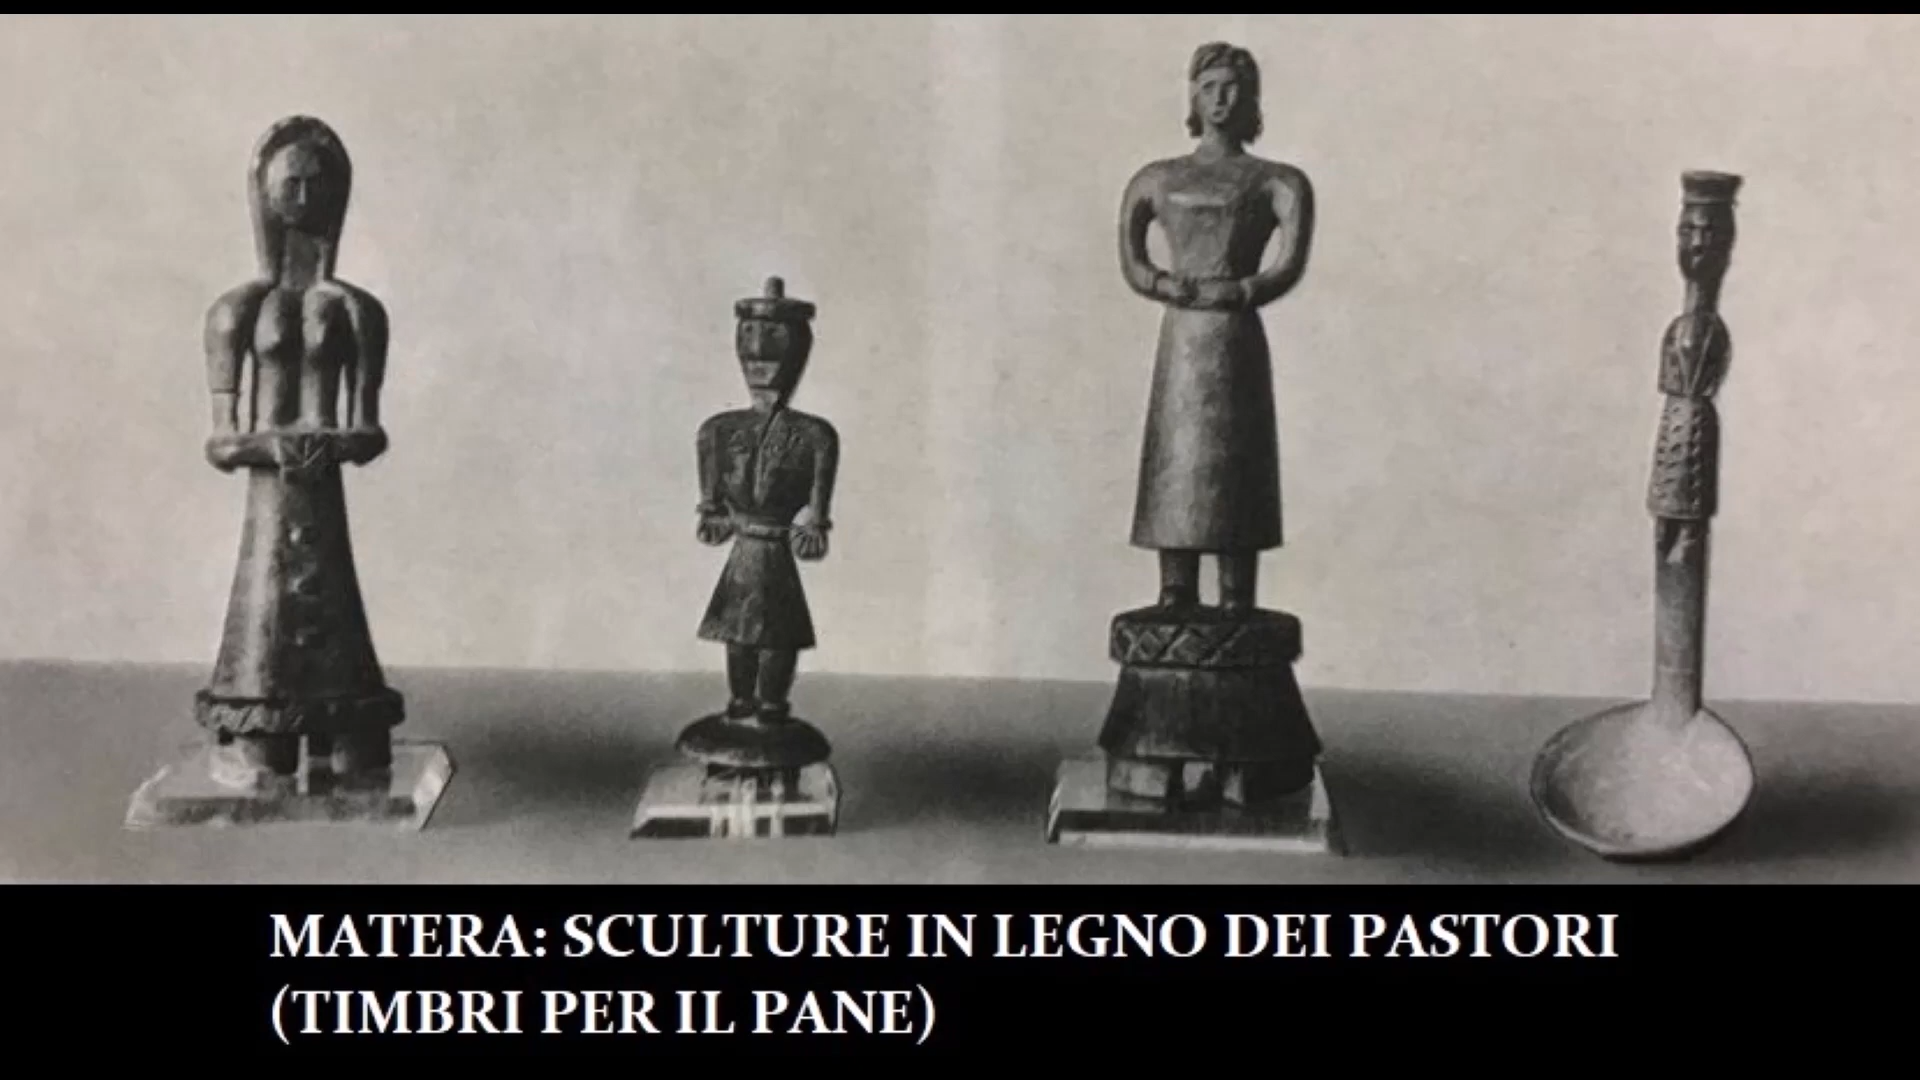 MATERA: SCULTURE IN LEGNO DEI PASTORI
(TIMBRI PER IL PANE)